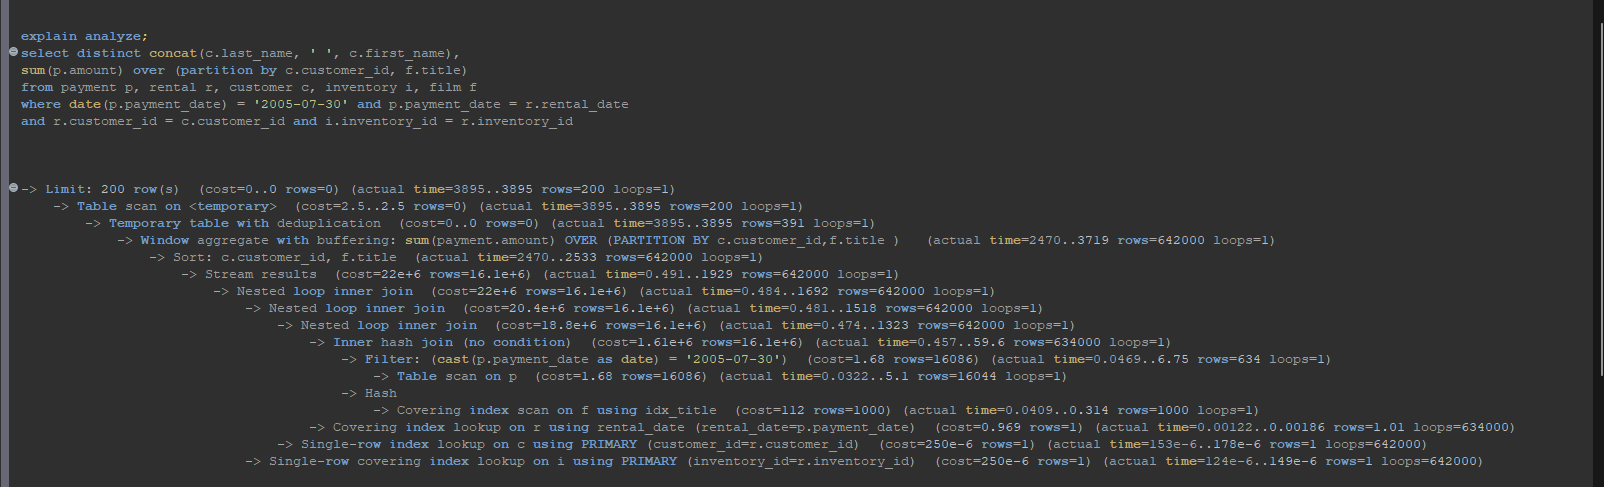 explain analyze;
select distinct concat(c.last_name, ' ', c.first_name),
sum(p.amount) over (partition by c.customer_id, f.title)
from payment p, rental r, customer c, inventory i, film f
where date(p.payment_date) = '2005-07-30' and p.payment_date = r.rental_date
and r.customer_id = c.customer_id and i.inventory_id = r.inventory_id
-> Limit: 200 row(s)  (cost=0..0 rows=0) (actual time=3895..3895 rows=200 loops=1)
-> Table scan on <temporary>  (cost=2.5..2.5 rows=0) (actual time=3895..3895 rows=200 loops=1)
-> Temporary table with deduplication  (cost=0..0 rows=0) (actual time=3895..3895 rows=391 loops=1)
-> Window aggregate with buffering: sum(payment.amount) OVER (PARTITION BY c.customer_id,f.title )   (actual time=2470..3719 rows=642000 loops=1)
-> Sort: c.customer_id, f.title  (actual time=2470..2533 rows=642000 loops=1)
-> Stream results  (cost=22e+6 rows=16.1e+6) (actual time=0.491..1929 rows=642000 loops=1)
-> Nested loop inner join  (cost=22e+6 rows=16.1e+6) (actual time=0.484..1692 rows=642000 loops=1)
-> Nested loop inner join  (cost=20.4e+6 rows=16.1e+6) (actual time=0.481..1518 rows=642000 loops=1)
-> Nested loop inner join  (cost=18.8e+6 rows=16.1e+6) (actual time=0.474..1323 rows=642000 loops=1)
-> Inner hash join (no condition)  (cost=1.61e+6 rows=16.1e+6) (actual time=0.457..59.6 rows=634000 loops=1)
-> Filter: (cast(p.payment_date as date) = '2005-07-30')  (cost=1.68 rows=16086) (actual time=0.0469..6.75 rows=634 loops=1)
-> Table scan on p  (cost=1.68 rows=16086) (actual time=0.0322..5.1 rows=16044 loops=1)
-> Hash
-> Covering index scan on f using idx_title  (cost=112 rows=1000) (actual time=0.0409..0.314 rows=1000 loops=1)
-> Covering index lookup on r using rental_date (rental_date=p.payment_date)  (cost=0.969 rows=1) (actual time=0.00122..0.00186 rows=1.01 loops=634000)
-> Single-row index lookup on c using PRIMARY (customer_id=r.customer_id)  (cost=250e-6 rows=1) (actual time=153e-6..178e-6 rows=1 loops=642000)
-> Single-row covering index lookup on i using PRIMARY (inventory_id=r.inventory_id)  (cost=250e-6 rows=1) (actual time=124e-6..149e-6 rows=1 loops=642000)